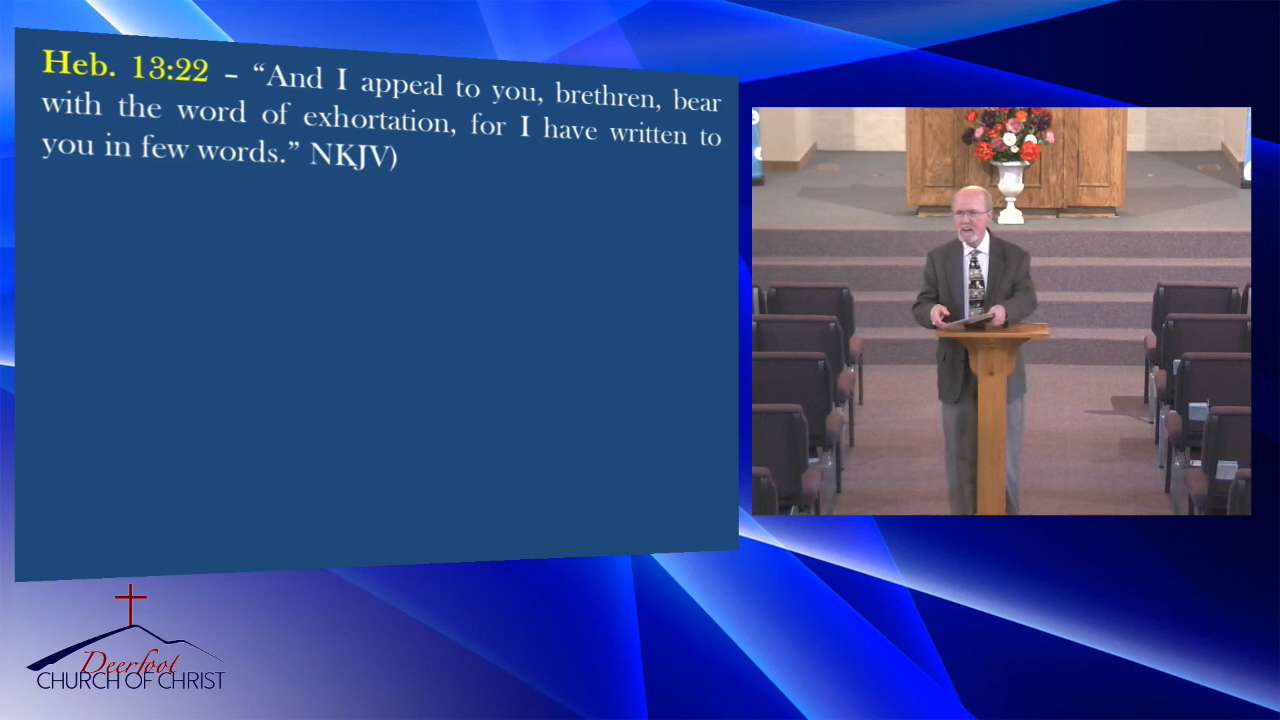 Heb. 13:22 – “And I appeal to you, brethren, bear
with the word of exhortation, for I have written to
you in few words.” NKJV)
Deerfoot
CHURCH OF CHRIST